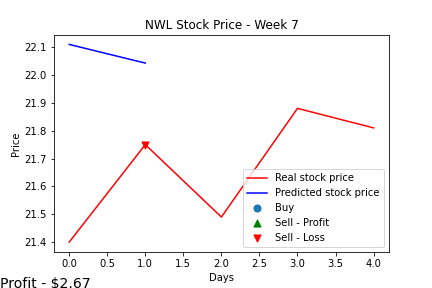 NWL Stock Price - Week 7
22.1
22.0
21.9
21.8
21.7
21.6
21.5
21.4
Price
Real stock price
Predicted stock price
Buy
Sell - Profit
Sell - Loss
0.0 0.5 1.0 1.5 2.0 2.5 3.0 3.5 4.0
Days
Profit - $2.67